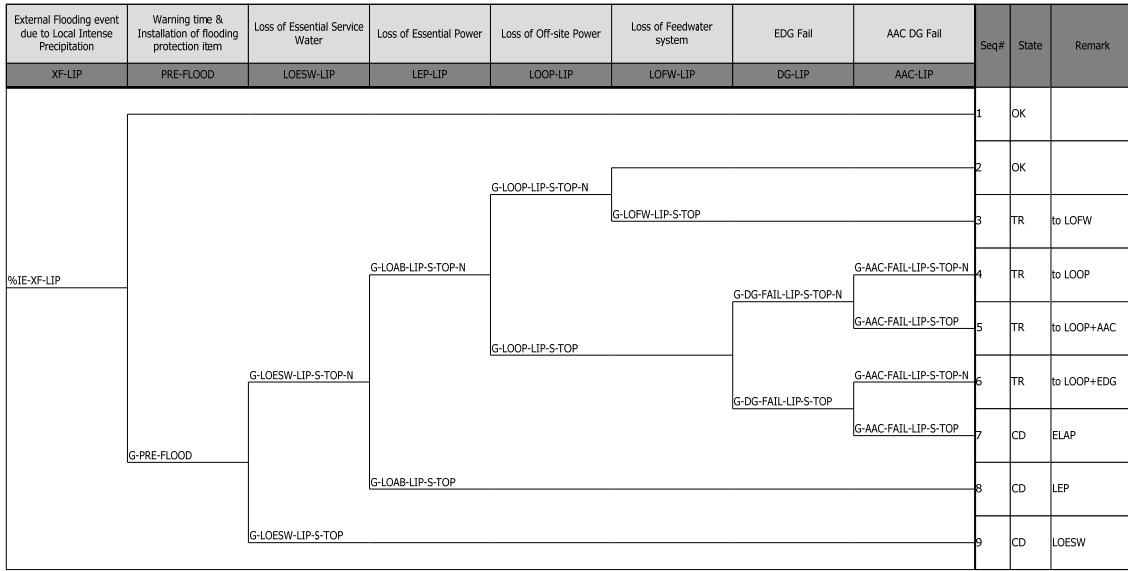 External Flooding event
due to Local Intense
Precipitation
Warning time &
Installation of flooding
protection item
Loss of Essential Service
Water
Loss of Essential Power
Loss of Off-site Power
Loss of Feedwater
system
EDG Fail
AAC DG Fail
Seq#
State
Remark
XF-LIP
PRE-FLOOD
LOESW-LIP
LEP-LIP
LOOP-LIP
LOFW-LIP
DG-LIP
AAC-LIP
1 OK
2 OK
G-LOOP-LIP-S-TOP-N
G-LOFW-LIP-S-TOP
3 TR to LOFW
G-LOAB-LIP-S-TOP-N
G-AAC-FAIL-LIP-S-TOP-N
4 TR to LOOP
%IE-XF-LIP
G-DG-FAIL-LIP-S-TOP-N
G-AAC-FAIL-LIP-S-TOP
5 TR to LOOP+AAC
G-LOOP-LIP-S-TOP
G-LOESW-LIP-S-TOP-N
G-AAC-FAIL-LIP-S-TOP-N
6 TR to LOOP+EDG
G-DG-FAIL-LIP-S-TOP
G-AAC-FAIL-LIP-S-TOP
7 CD ELAP
G-PRE-FLOOD
G-LOAB-LIP-S-TOP
8 CD LEP
G-LOESW-LIP-S-TOP
9 CD LOESW